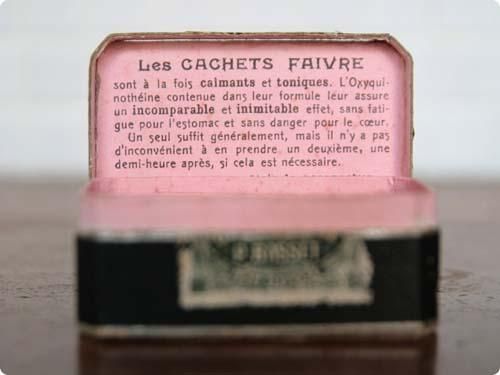 Les CACHETS FAIVRE
sont à la fois calmants et toniques. L'Oxyqui-
nothéine contenue dans leur formule leur assure
un incomparable et inimitable effet, sans fati-
gue pour l'estomac et sans danger pour le cœur.
Un seul suffit généralement, mais il n'y a pas
d'inconvénient à en prendre un deuxième, une
demi-heure après, si cela est nécessaire.